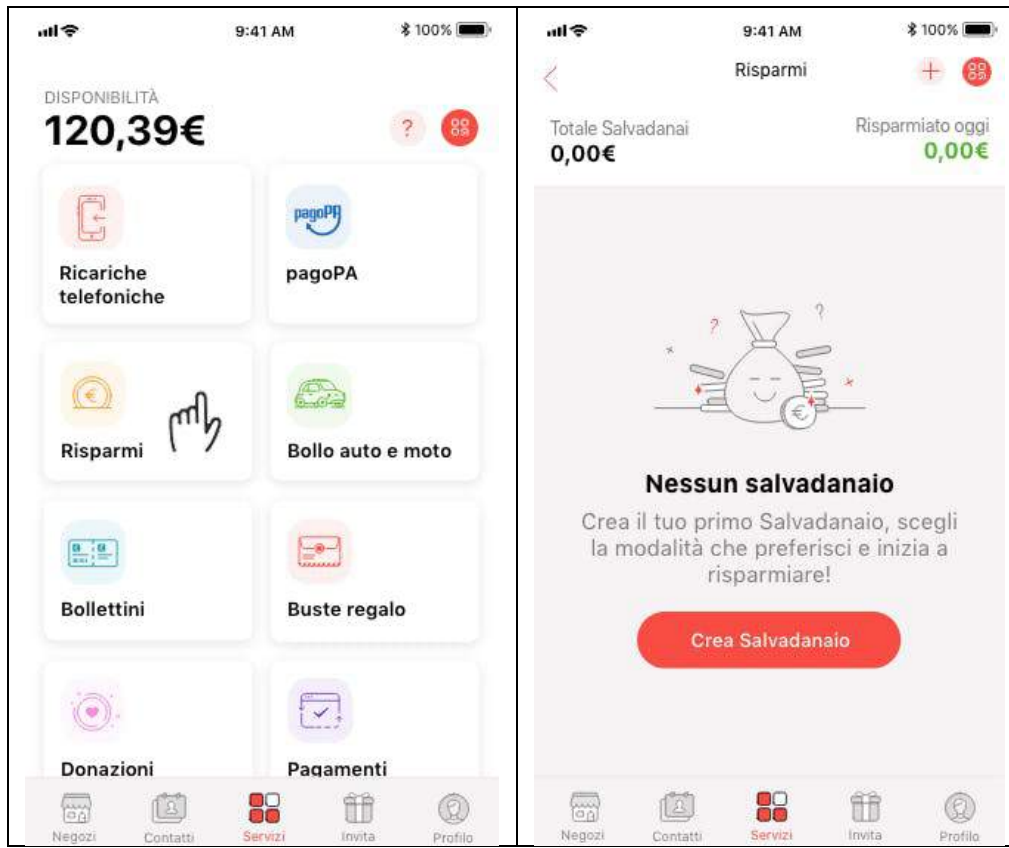 9:41 AM
100%
DISPONIBILITÀ
120,39€
?
pagoPA
Ricariche
telefoniche
pagoPA
€
Risparmi
Bollo auto e moto
Bollettini
Buste regalo
Donazioni
Pagamenti
Negozi
Contatti
Servizi
Invita
Profilo
9:41 AM
100%
Risparmi
+
Totale Salvadanai
Risparmiato oggi
0,00€
0,00€
?
?
€
Nessun salvadanaio
Crea il tuo primo Salvadanaio, scegli
la modalità che preferisci e inizia a
risparmiare!
Crea Salvadanaio
Negozi
Contatti
Servizi
Invita
Profilo